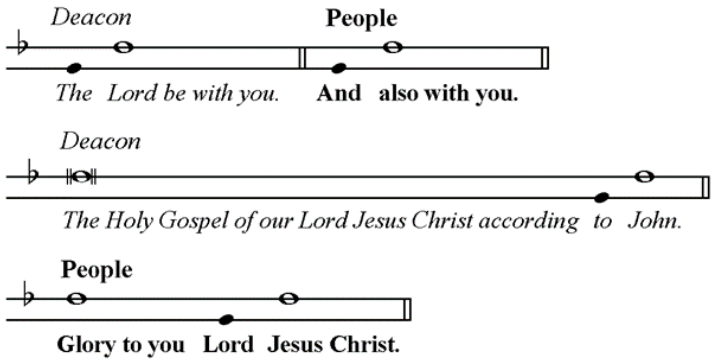 Deacon People
The Lord be with you. And also with you.
Deacon
The Holy Gospel of our Lord Jesus Christ according to John.
People
Glory to you Lord Jesus Christ.